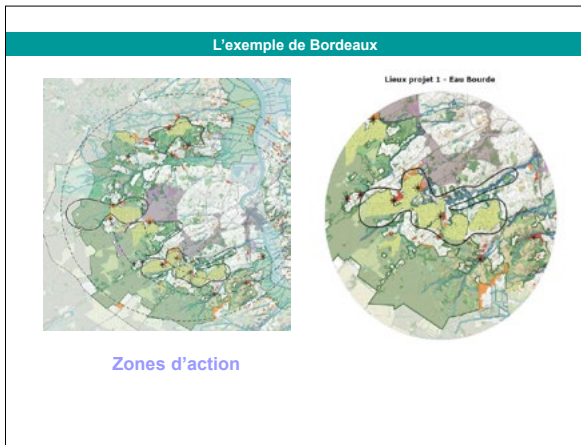 L'exemple de Bordeaux
Lieux projet 1 - Eau Bourde
Zones d'action